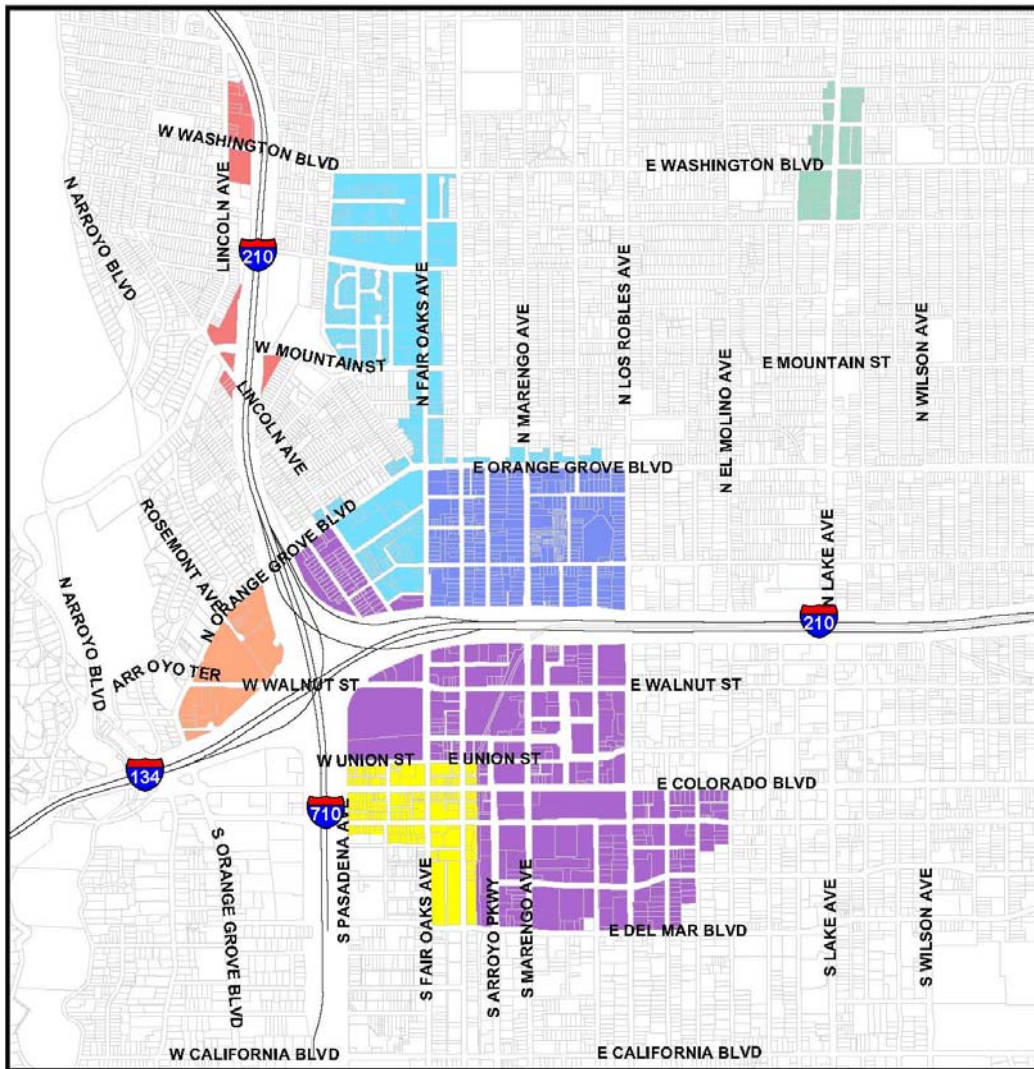 W WASHINGTON BLVD
E WASHINGTON BLVD
N ARROYO BLVD
LINCOLN AVE
210
N FAIR OAKS AVE
N MARENGO AVE
N LOS ROBLES AVE
N EL MOLINO AVE
N WILSON AVE
W MOUNTAIN ST
E MOUNTAIN ST
LINCOLN AVE
E ORANGE GROVE BLVD
N ORANGE GROVE BLVD
ROSEMONT AVE
N LAKE AVE
210
N ARROYO BLVD
ARROYO TER
W WALNUT ST
E WALNUT ST
W UNION ST
E UNION ST
134
E COLORADO BLVD
710
S PASADENA AVE
S ORANGE GROVE BLVD
S FAIR OAKS AVE
S ARROYO PKWY
S MARENGO AVE
E DEL MAR BLVD
S LAKE AVE
S WILSON AVE
W CALIFORNIA BLVD
E CALIFORNIA BLVD